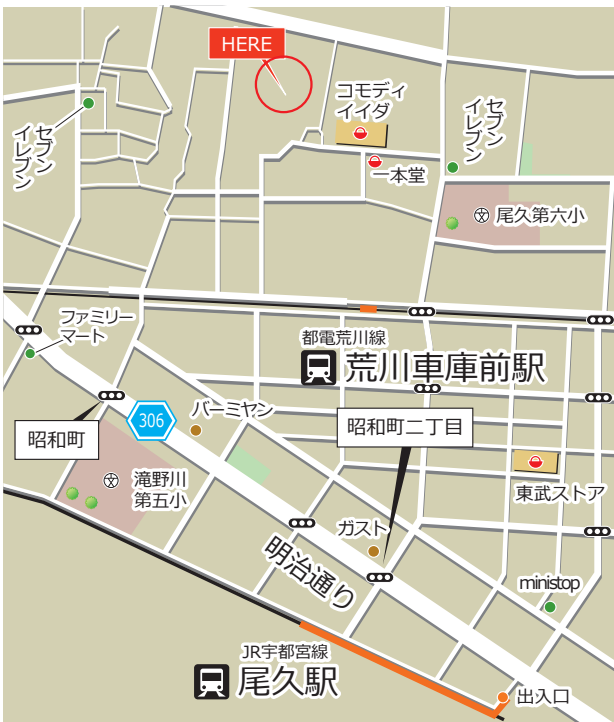 HERE
コモディ
イイダ
セブン
イレブン
セブン
イレブン
一本堂
尾久第六小
ファミリー
マート
都電荒川線
荒川車庫前駅
306
バーミヤン
昭和町二丁目
昭和町
滝野川
第五小
東武ストア
ガスト
明治通り
ministop
JR宇都宮線
尾久駅
出入口